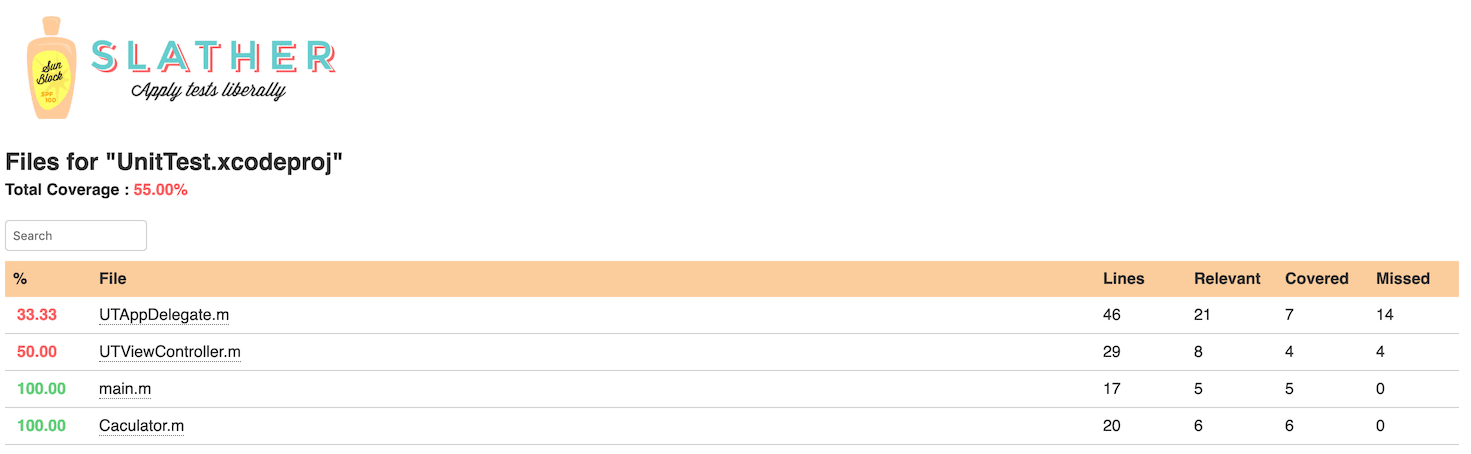 Sun
Block
SPF
100
SLATHER
Apply tests liberally
Files for "UnitTest.xcodeproj"
Total Coverage : 55.00%
Search
% File Lines Relevant Covered Missed
33.33 UTAppDelegate.m 46 21 7 14
50.00 UTViewController.m 29 8 4 4
100.00 main.m 17 5 5 0
100.00 Caculator.m 20 6 6 0